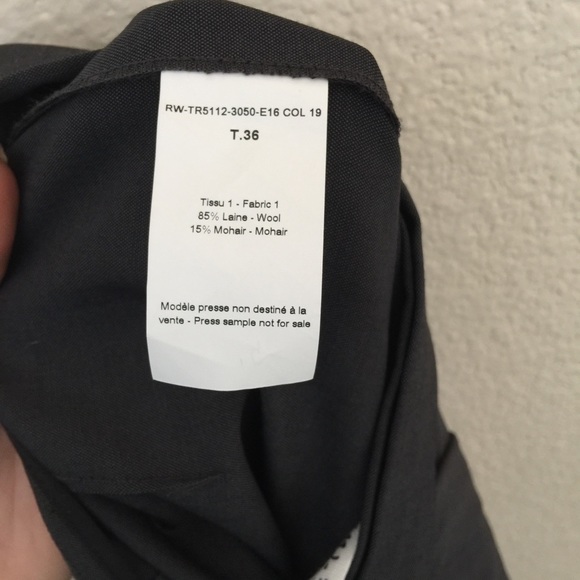 RW-TR5112-3050-E16 COL 19
T.36
Tissu 1 - Fabric 1
85% Laine - Wool
15% Mohair - Mohair
Modèle presse non destiné à la
vente - Press sample not for sale